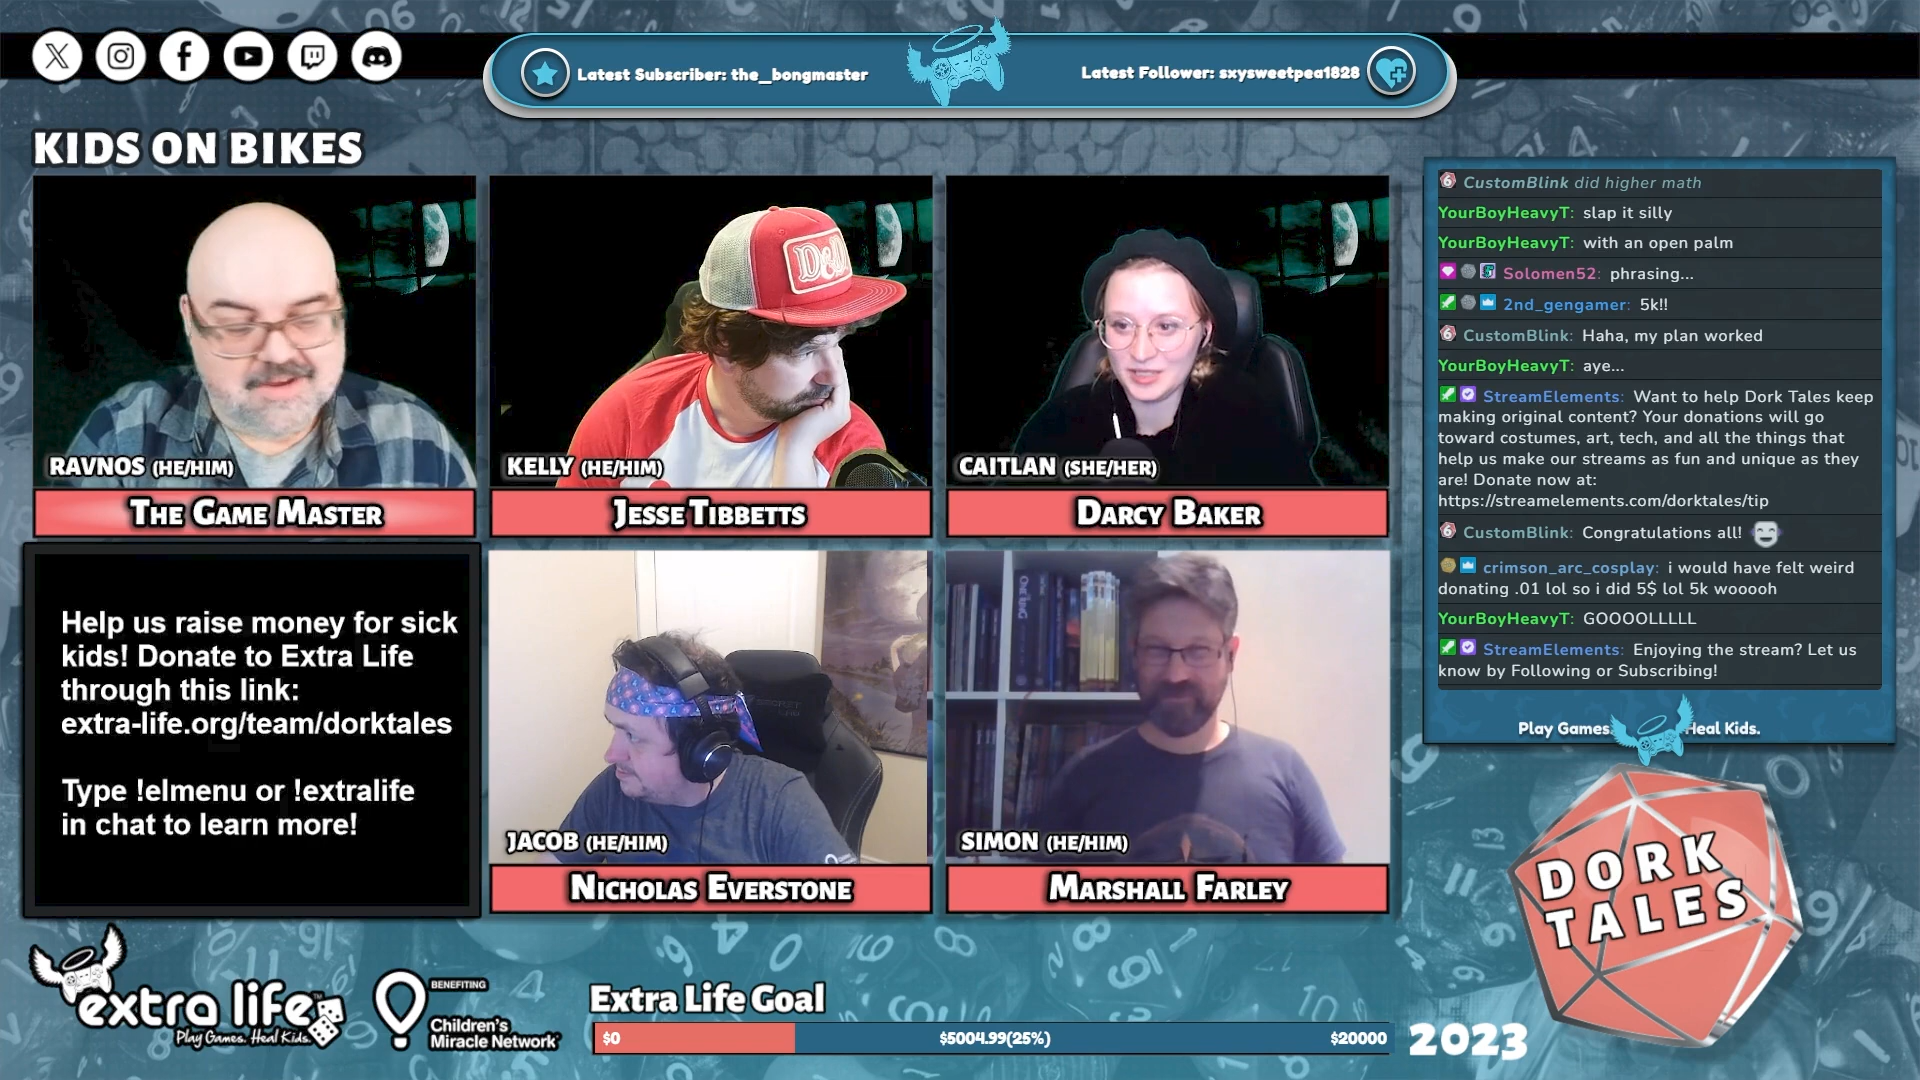 Latest Subscriber: the_bongmaster
Latest Follower: sxysweetpea1828
KIDS ON BIKES
RAVNOS (HE/HIM)
THE GAME MASTER
D&D
KELLY (HE/HIM)
JESSE TIBBETTS
CAITLAN (SHE/HER)
DARCY BAKER
Help us raise money for sick
kids! Donate to Extra Life
through this link:
extra-life.org/team/dorktales
Type !elmenu or !extralife
in chat to learn more!
JACOB (HE/HIM)
NICHOLAS EVERSTONE
SIMON (HE/HIM)
MARSHALL FARLEY
CustomBlink did higher math
YourBoyHeavyT: slap it silly
YourBoyHeavyT: with an open palm
Solomen52: phrasing...
2nd_gengamer: 5k!!
CustomBlink: Haha, my plan worked
YourBoyHeavyT: aye...
StreamElements: Want to help Dork Tales keep
making original content? Your donations will go
toward costumes, art, tech, and all the things that
help us make our streams as fun and unique as they
are! Donate now at:
https://streamelements.com/dorktales/tip
CustomBlink: Congratulations all!
crimson_arc_cosplay: i would have felt weird
donating .01 lol so i did 5$ lol 5k wooooh
YourBoyHeavyT: GOOOOLLLLL
StreamElements: Enjoying the stream? Let us
know by Following or Subscribing!
Play Games. Heal Kids.
DORK
TALES
extra life
Play Games. Heal Kids.
BENEFITING
Children's
Miracle Network
Extra Life Goal
$0 $5004.99(25%) $20000
2023